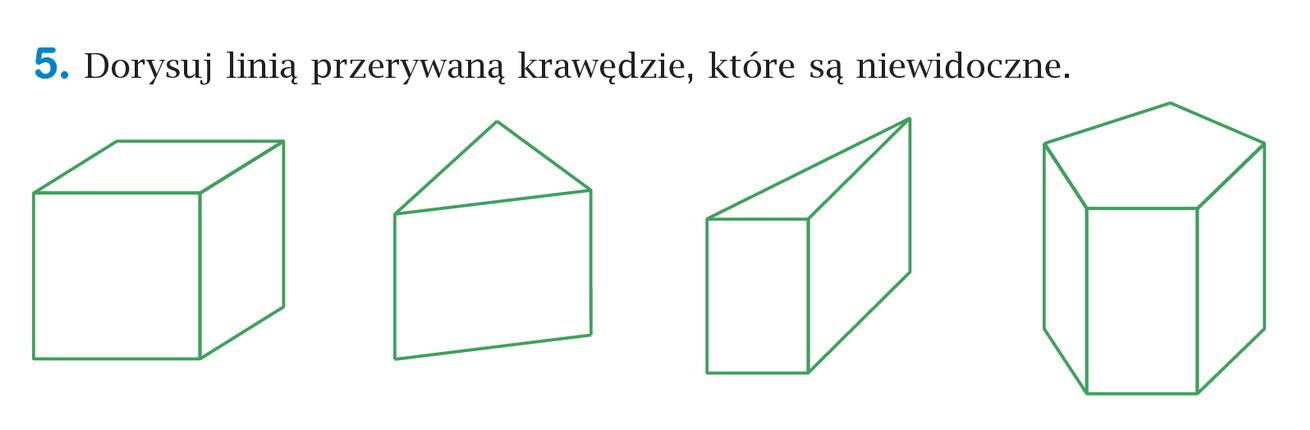 5. Dorysuj linią przerywaną krawędzie, które są niewidoczne.